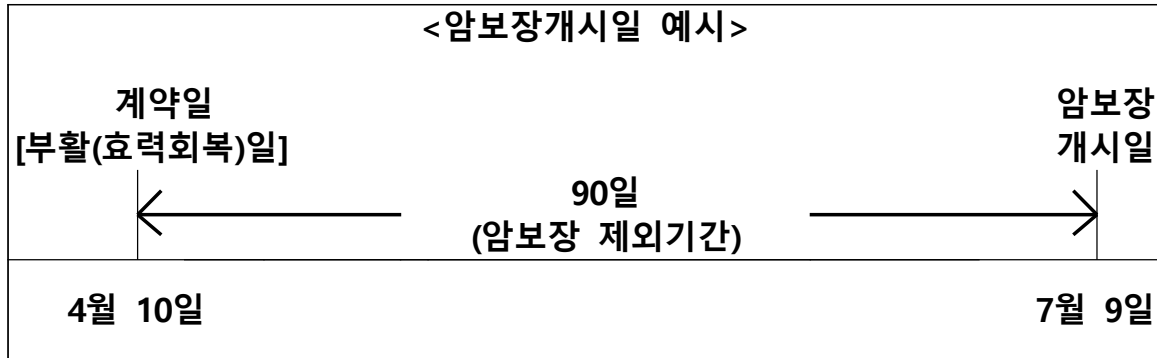 <암보장개시일 예시>
계약일
[부활(효력회복)일]
암보장
개시일
90일
(암보장 제외기간)
4월 10일
7월 9일